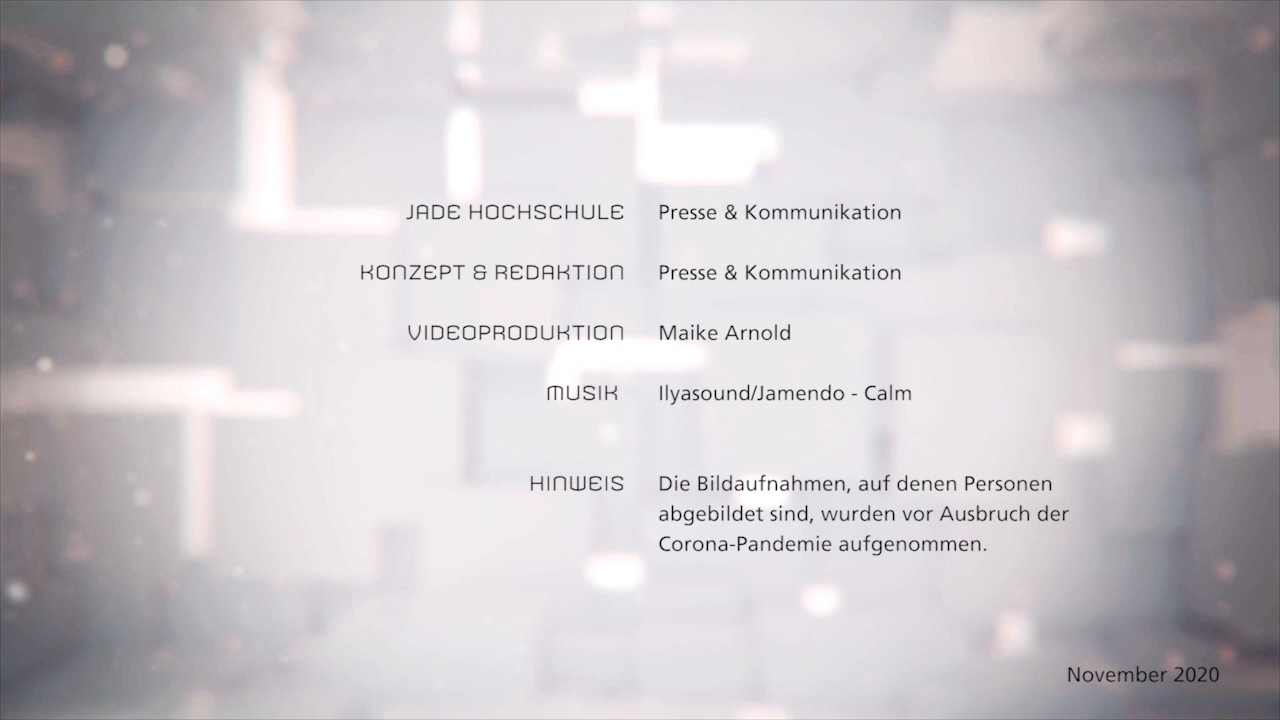 JADE HOCHSCHULE Presse & Kommunikation
KONZEPT & REDAKTION Presse & Kommunikation
VIDEOPRODUKTION Maike Arnold
MUSIK Ilyasound/Jamendo - Calm
HINWEIS Die Bildaufnahmen, auf denen Personen
abgebildet sind, wurden vor Ausbruch der
Corona-Pandemie aufgenommen.
November 2020